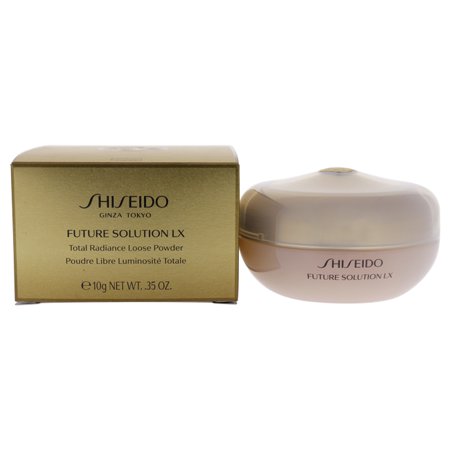 SHISEIDO
GINZA TOKYO
FUTURE SOLUTION LX
Total Radiance Loose Powder
Poudre Libre Luminosité Totale
℮10g NET WT. .35 OZ.
SHISEIDO
FUTURE SOLUTION LX